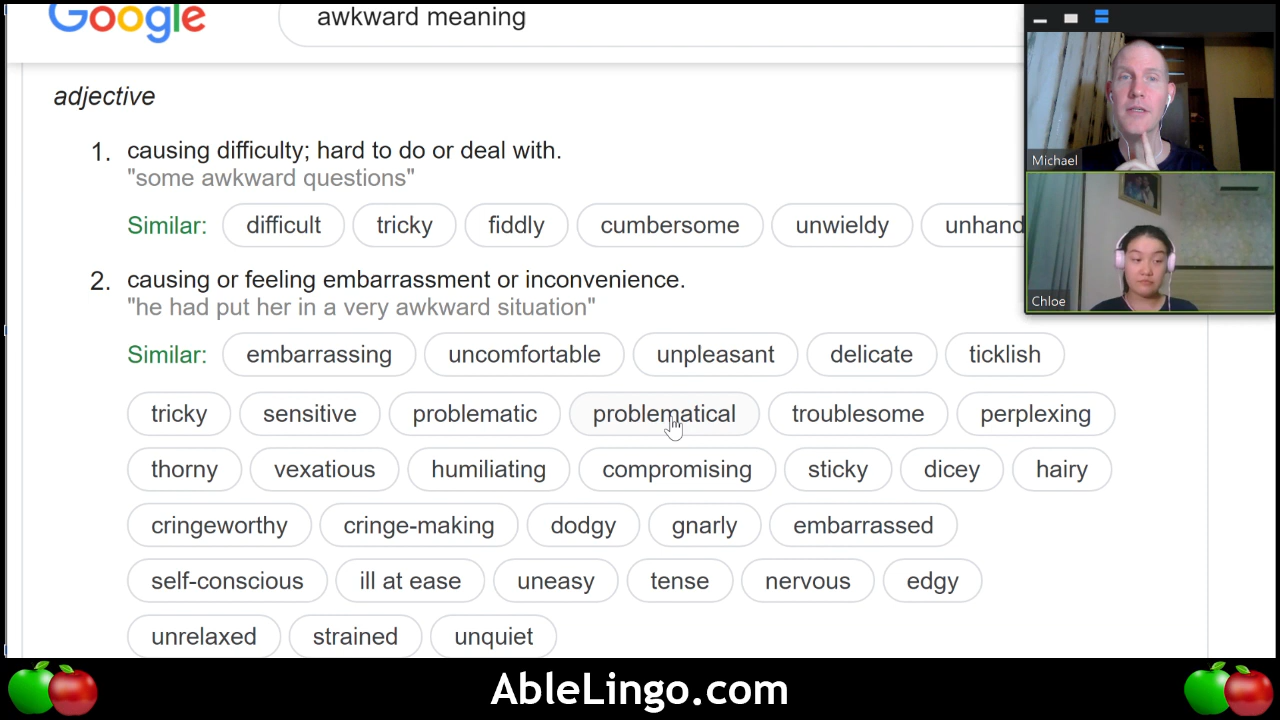 Google
awkward meaning
adjective
1. causing difficulty; hard to do or deal with.
"some awkward questions"
Similar: difficult tricky fiddly cumbersome unwieldy unhand
2. causing or feeling embarrassment or inconvenience.
"he had put her in a very awkward situation"
Similar: embarrassing uncomfortable unpleasant delicate ticklish
tricky sensitive problematic problematical troublesome perplexing
thorny vexatious humiliating compromising sticky dicey hairy
cringeworthy cringe-making dodgy gnarly embarrassed
self-conscious ill at ease uneasy tense nervous edgy
unrelaxed strained unquiet
Michael
Chloe
AbleLingo.com